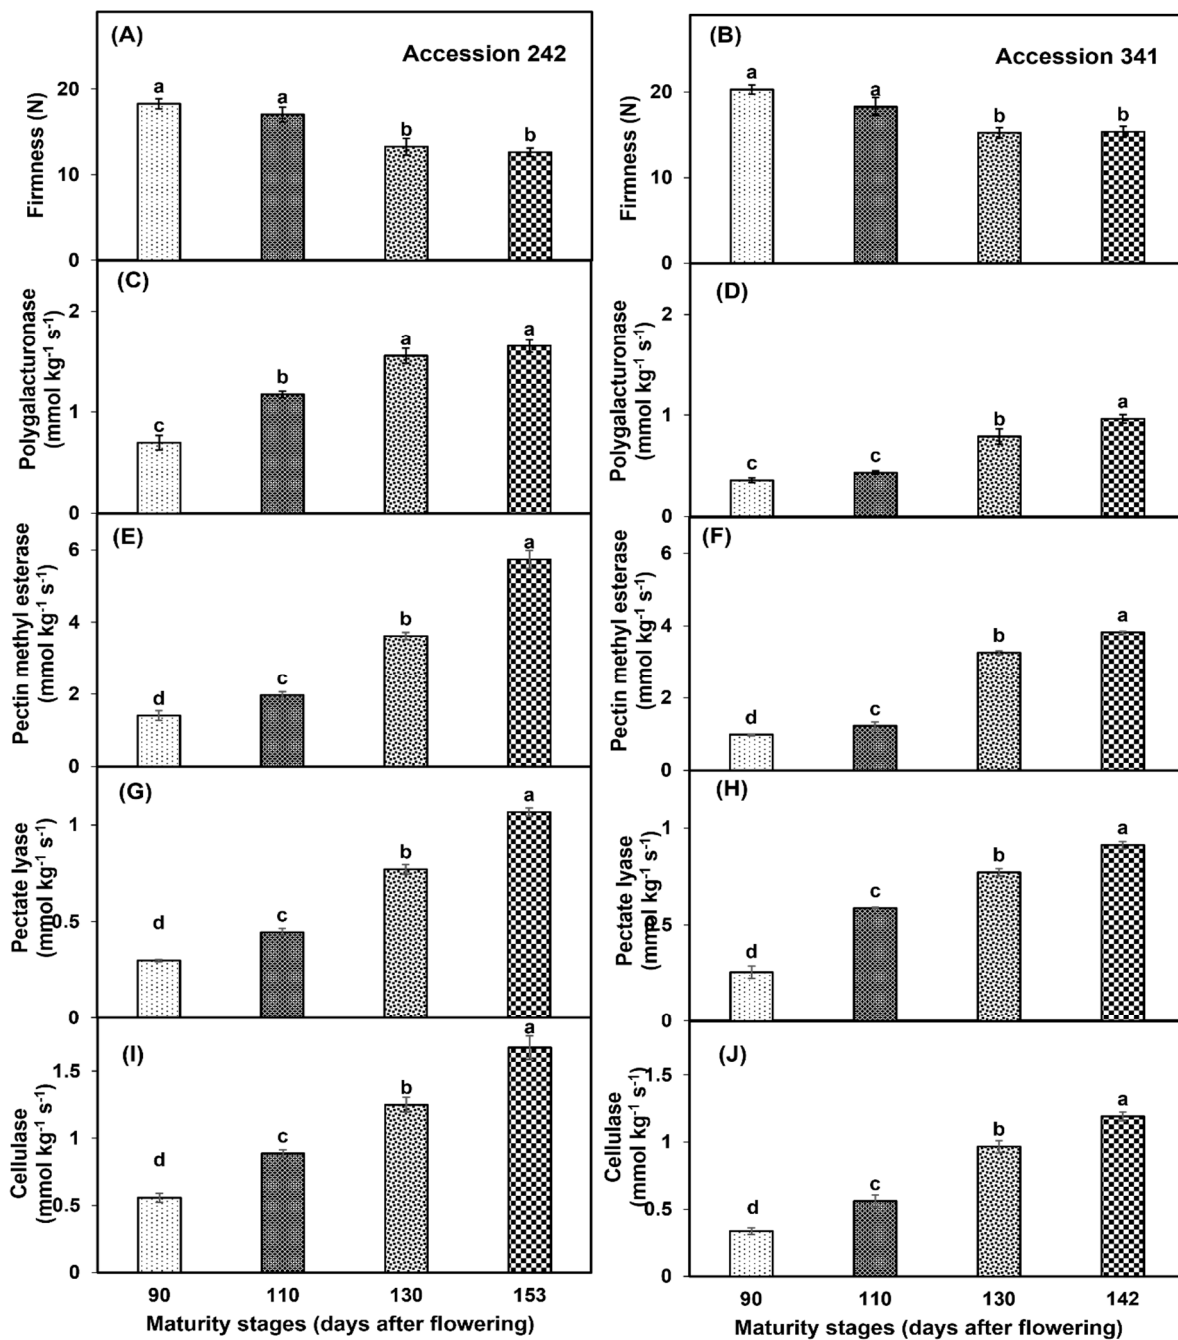 (A)
Accession 242
a
a
b
b
20
10
0
Firmness (N)
(B)
Accession 341
a
a
b
b
20
10
0
Firmness (N)
(C)
c
b
a
a
2
1
0
Polygalacturonase
(mmol kg-1 s-1)
(D)
c
c
b
a
2
1
0
Polygalacturonase
(mmol kg-1 s-1)
(E)
d
c
b
a
6
4
2
0
Pectin methyl esterase
(mmol kg-1 s-1)
(F)
d
c
b
a
6
4
2
0
Pectin methyl esterase
(mmol kg-1 s-1)
(G)
d
c
b
a
1
0.5
0
Pectate lyase
(mmol kg-1 s-1)
(H)
d
c
b
a
1
0.5
0
Pectate lyase
(mmol kg-1 s-1)
(I)
d
c
b
a
1.5
1
0.5
0
Cellulase
(mmol kg-1 s-1)
90 110 130 153
Maturity stages (days after flowering)
(J)
d
c
b
a
1.5
1
0.5
0
Cellulase
(mmol kg-1 s-1)
90 110 130 142
Maturity stages (days after flowering)